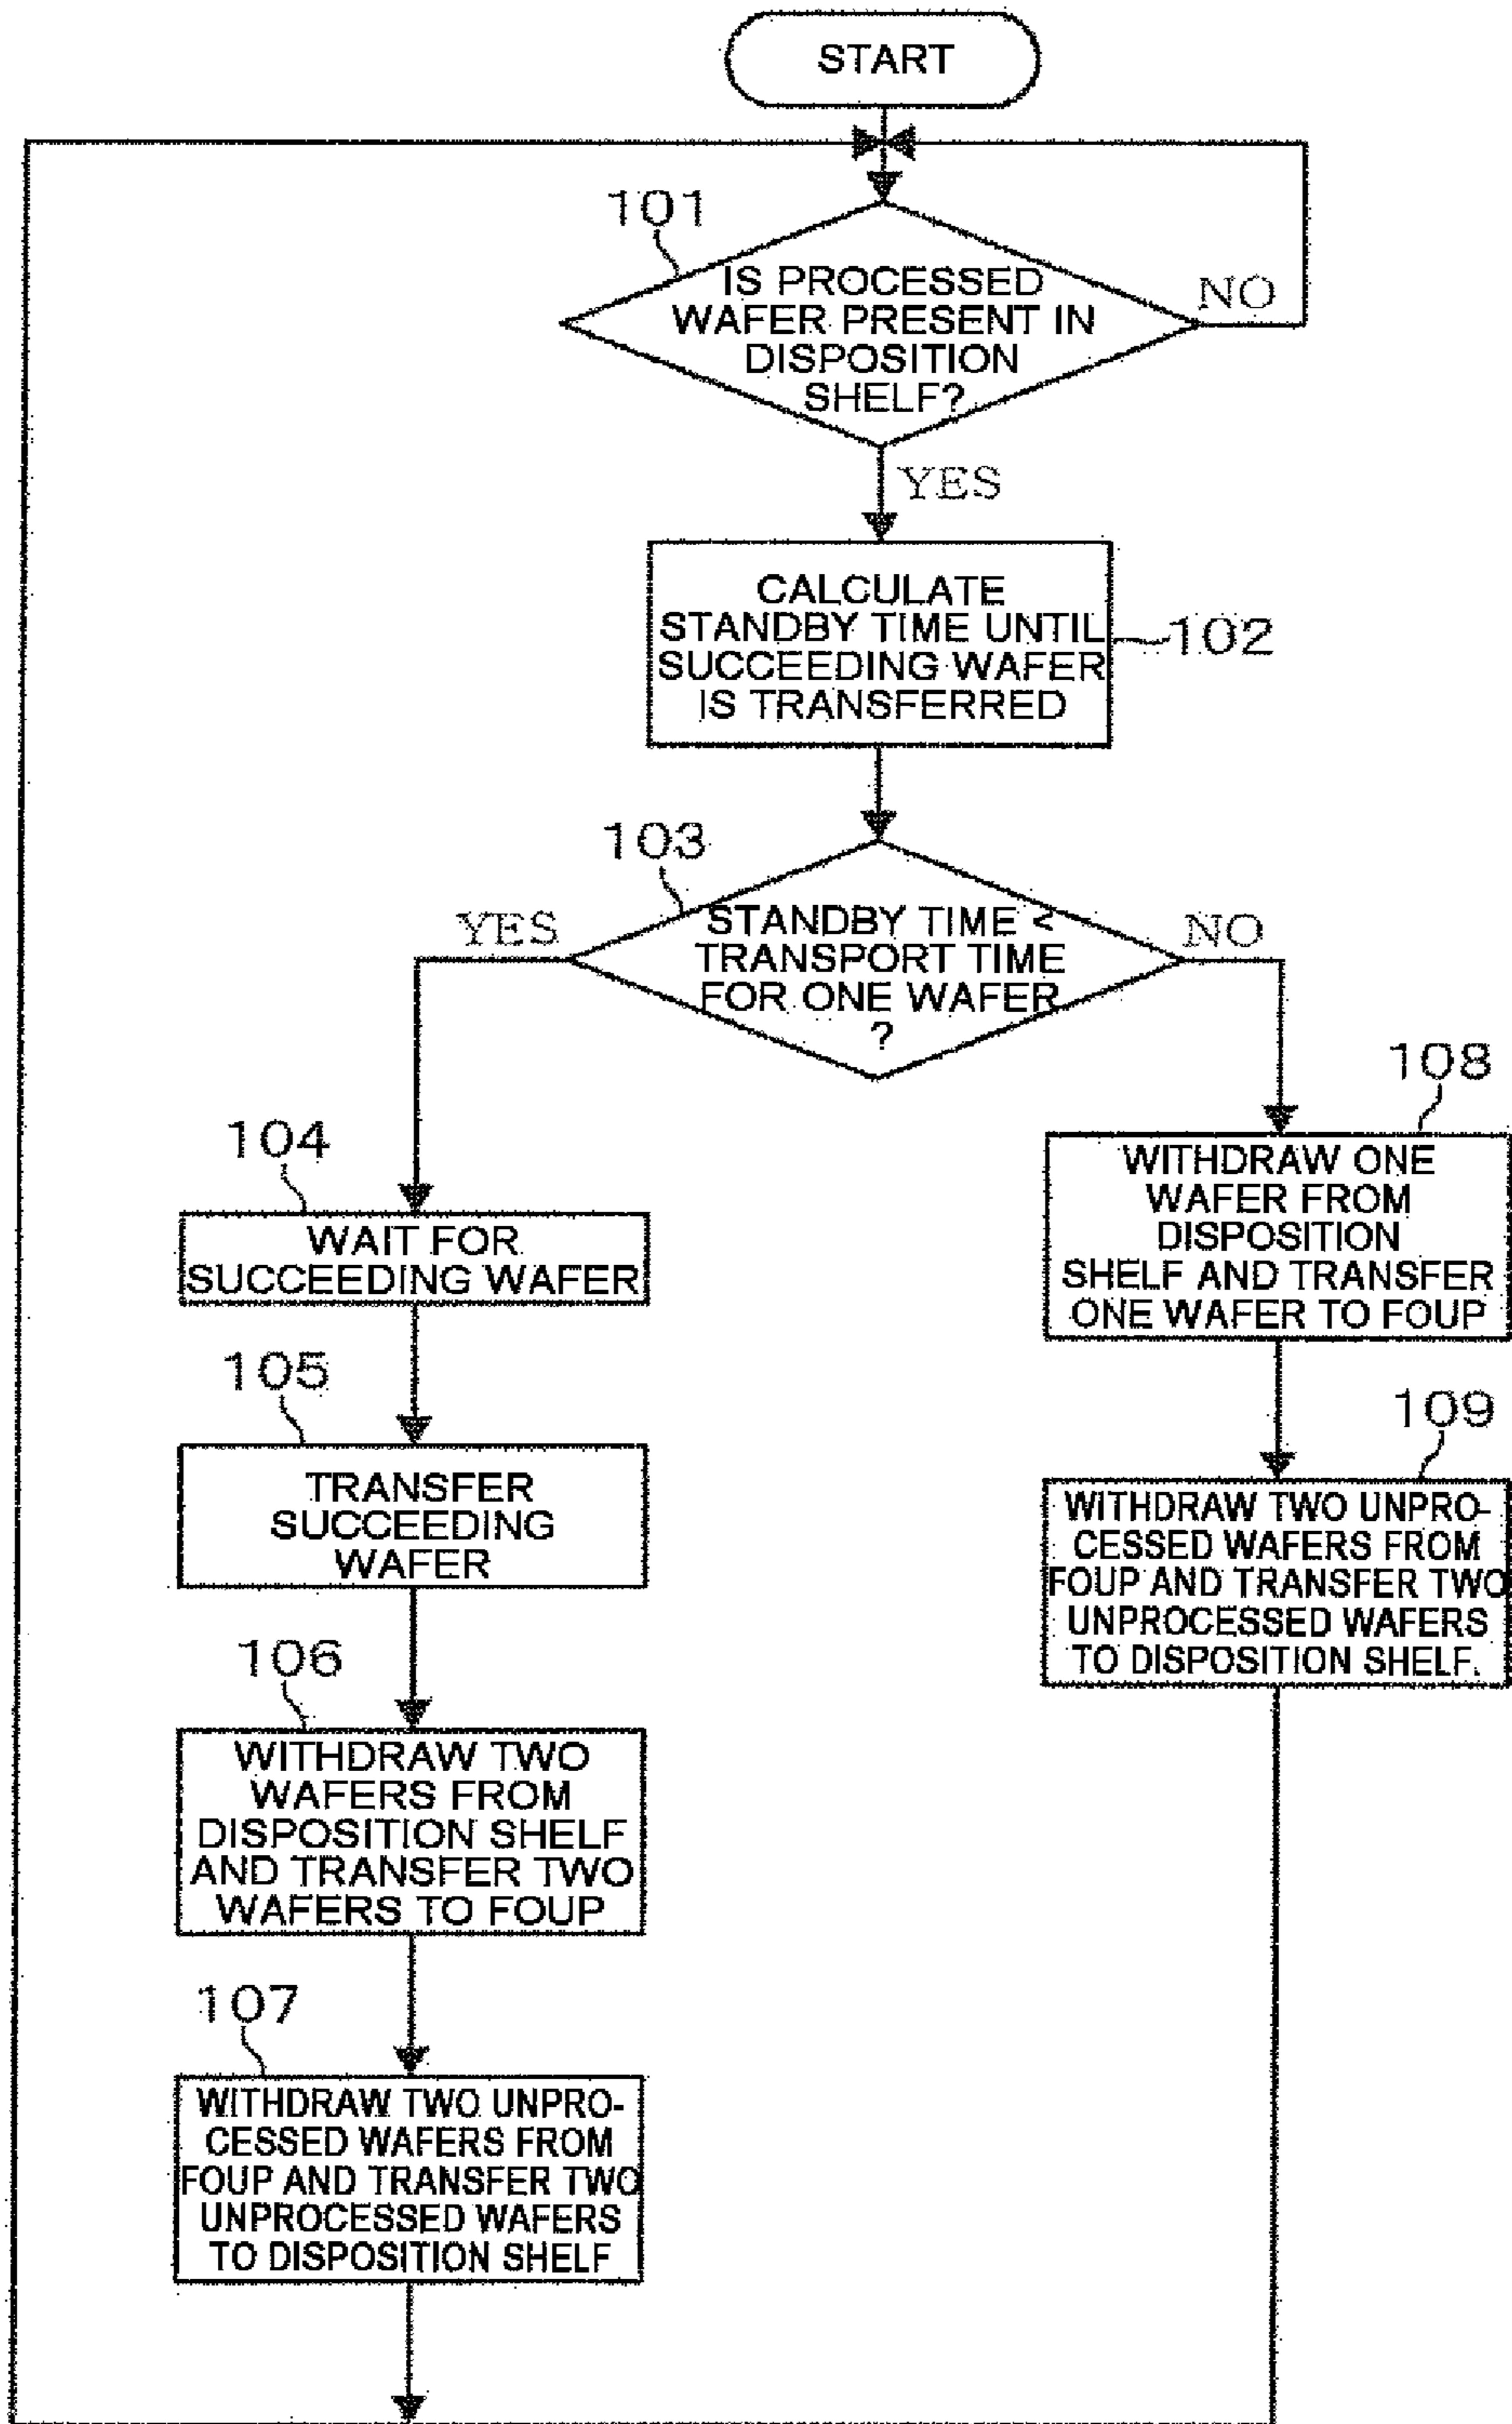 START
101
IS PROCESSED
WAFER PRESENT IN
DISPOSITION
SHELF?
NO
YES
CALCULATE
STANDBY TIME UNTIL
SUCCEEDING WAFER
IS TRANSFERRED
102
103
YES
STANDBY TIME <
TRANSPORT TIME
FOR ONE WAFER
?
NO
104
WAIT FOR
SUCCEEDING WAFER
105
TRANSFER
SUCCEEDING
WAFER
106
WITHDRAW TWO
WAFERS FROM
DISPOSITION SHELF
AND TRANSFER TWO
WAFERS TO FOUP
107
WITHDRAW TWO UNPRO-
CESSED WAFERS FROM
FOUP AND TRANSFER TWO
UNPROCESSED WAFERS
TO DISPOSITION SHELF
108
WITHDRAW ONE
WAFER FROM
DISPOSITION
SHELF AND TRANSFER
ONE WAFER TO FOUP
109
WITHDRAW TWO UNPRO-
CESSED WAFERS FROM
FOUP AND TRANSFER TWO
UNPROCESSED WAFERS
TO DISPOSITION SHELF.